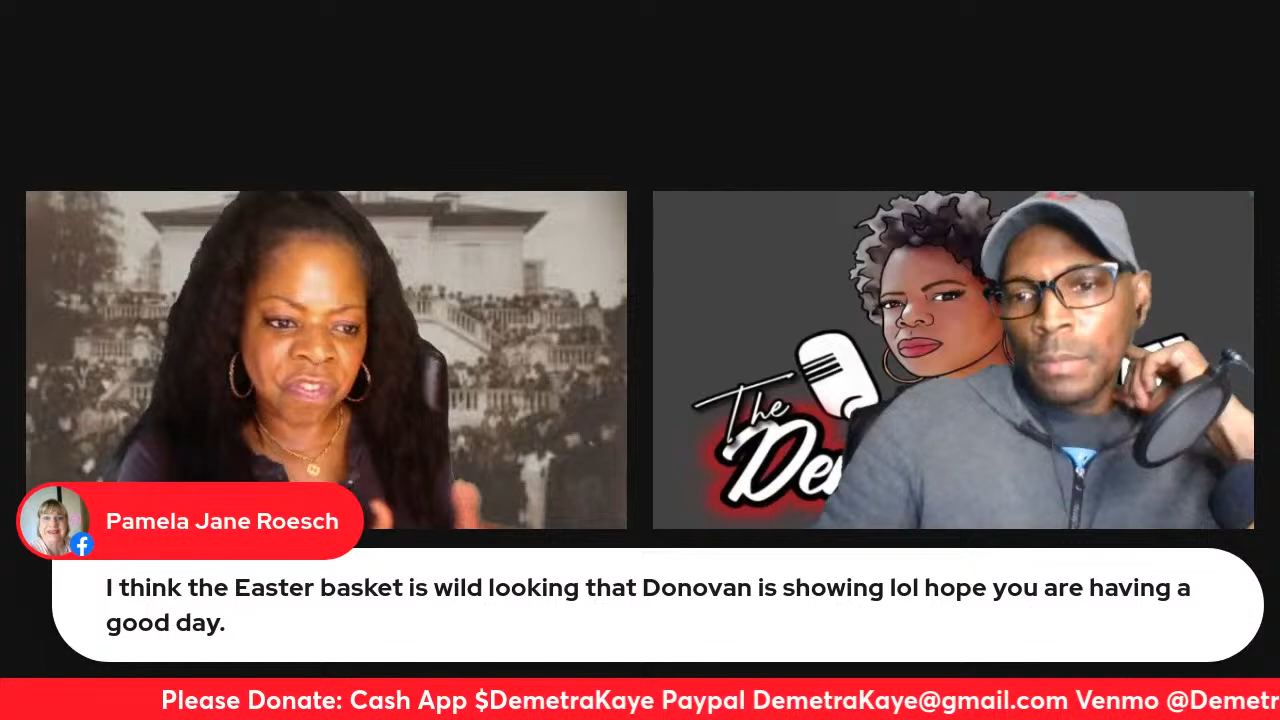 The
De
Pamela Jane Roesch
I think the Easter basket is wild looking that Donovan is showing lol hope you are having a
good day.
Please Donate: Cash App $DemetraKaye Paypal DemetraKaye@gmail.com Venmo @Demetr